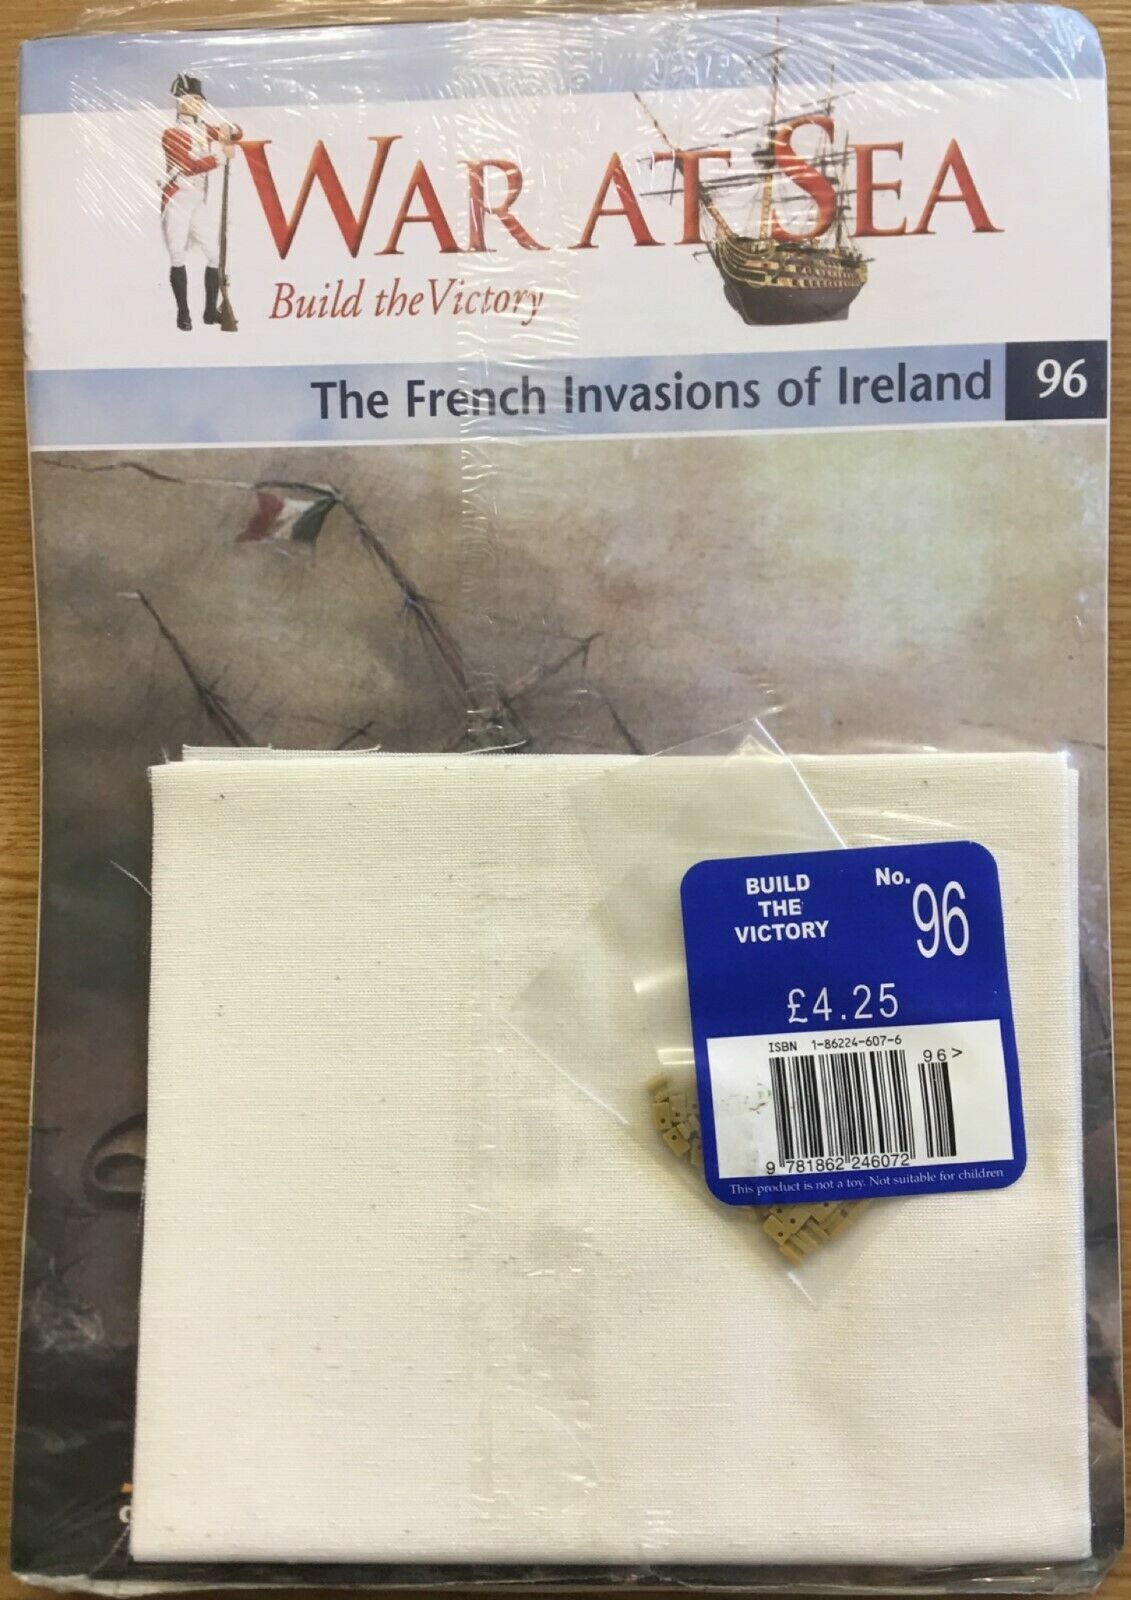 WAR AT SEA
Build the Victory
The French Invasions of Ireland 96
BUILD
THE
VICTORY
No.
96
£4.25
ISBN 1-86224-607-6
96>
9 781862 246072
This product is not a toy. Not suitable for children